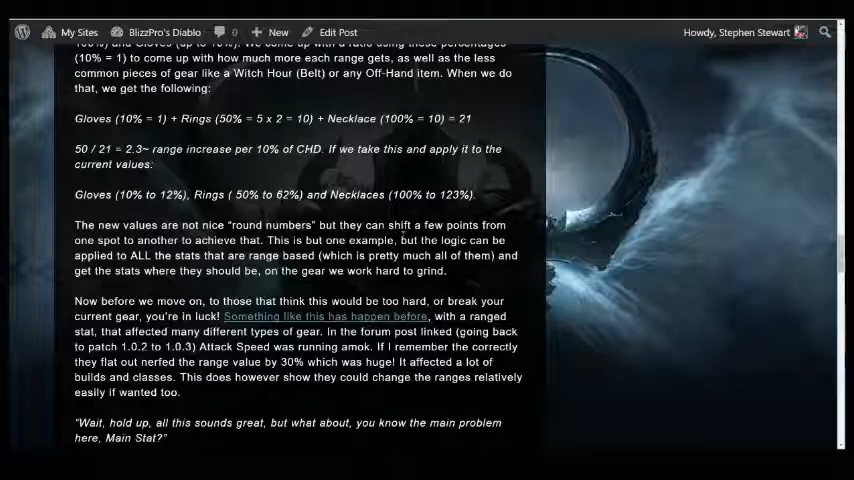 My Sites BlizzPro's Diablo 0 New Edit Post Howdy, Stephen Stewart
100%) and Gloves (up to 10%). We come up with a ratio using these percentages
(10% = 1) to come up with how much more each range gets, as well as the less
common pieces of gear like a Witch Hour (Belt) or any Off-Hand item. When we do
that, we get the following:
Gloves (10% = 1) + Rings (50% = 5 x 2 = 10) + Necklace (100% = 10) = 21
50 / 21 = 2.3~ range increase per 10% of CHD. If we take this and apply it to the
current values:
Gloves (10% to 12%), Rings ( 50% to 62%) and Necklaces (100% to 123%).
The new values are not nice “round numbers” but they can shift a few points from
one spot to another to achieve that. This is but one example, but the logic can be
applied to ALL the stats that are range based (which is pretty much all of them) and
get the stats where they should be, on the gear we work hard to grind.
Now before we move on, to those that think this would be too hard, or break your
current gear, you’re in luck! Something like this has happen before, with a ranged
stat, that affected many different types of gear. In the forum post linked (going back
to patch 1.0.2 to 1.0.3) Attack Speed was running amok. If I remember the correctly
they flat out nerfed the range value by 30% which was huge! It affected a lot of
builds and classes. This does however show they could change the ranges relatively
easily if wanted too.
“Wait, hold up, all this sounds great, but what about, you know the main problem
here, Main Stat?”